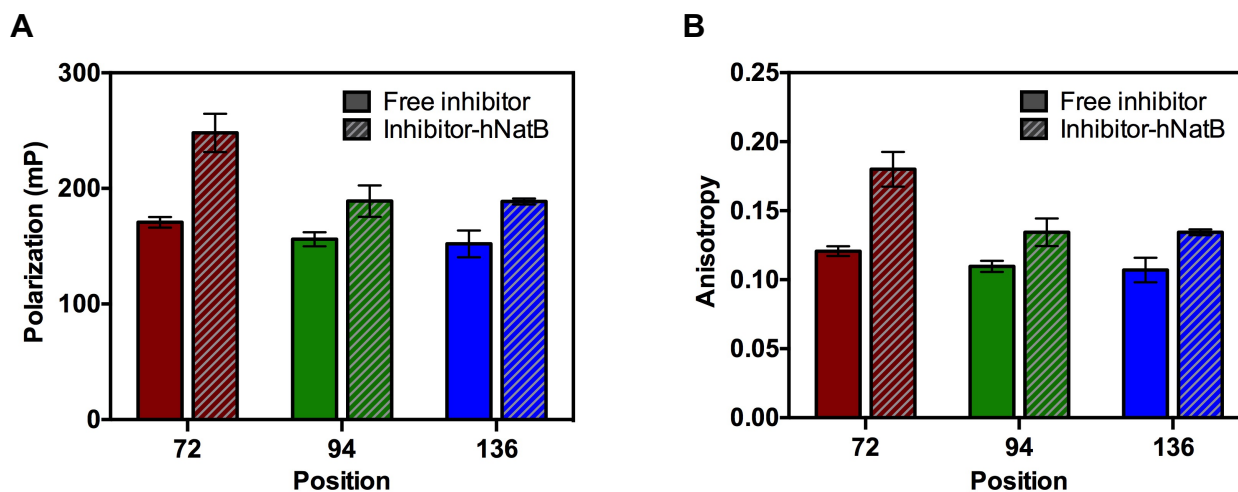 A
Polarization (mP)
300
200
100
0
Free inhibitor
Inhibitor-hNatB
72
94
136
Position
B
Anisotropy
0.25
0.20
0.15
0.10
0.05
0.00
Free inhibitor
Inhibitor-hNatB
72
94
136
Position